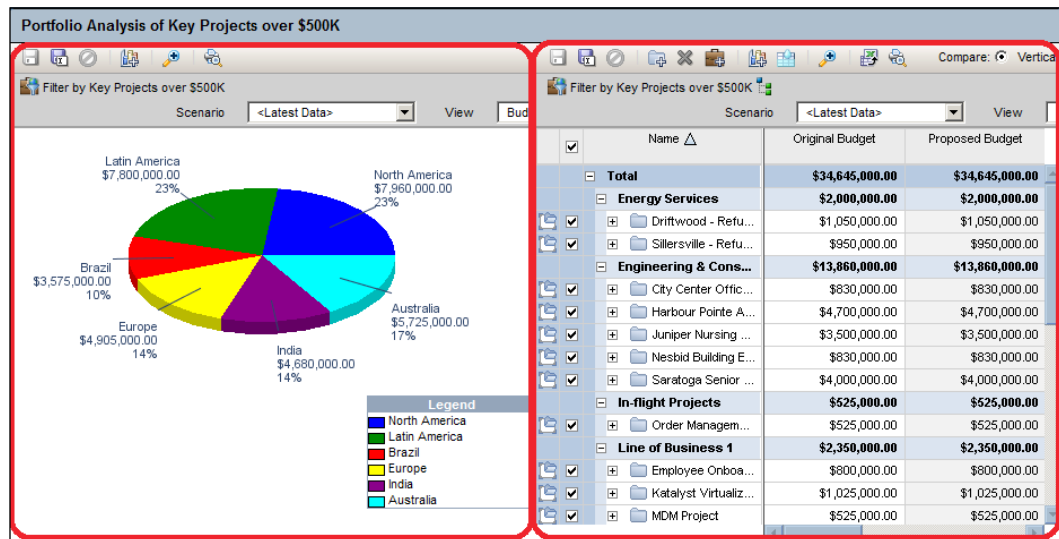 Portfolio Analysis of Key Projects over $500K
Filter by Key Projects over $500K
Scenario <Latest Data> View Bud
Latin America
$7,800,000.00
23%
North America
$7,960,000.00
23%
Brazil
$3,575,000.00
10%
Australia
$5,725,000.00
17%
Europe
$4,905,000.00
14%
India
$4,680,000.00
14%
Legend
North America
Latin America
Brazil
Europe
India
Australia
Compare: Vertica
Filter by Key Projects over $500K
Scenario <Latest Data> View
Name Original Budget Proposed Budget
Total $34,645,000.00 $34,645,000.00
Energy Services $2,000,000.00 $2,000,000.00
Driftwood - Refu... $1,050,000.00 $1,050,000.00
Sillersville - Refu... $950,000.00 $950,000.00
Engineering & Cons... $13,860,000.00 $13,860,000.00
City Center Offic... $830,000.00 $830,000.00
Harbour Pointe A... $4,700,000.00 $4,700,000.00
Juniper Nursing ... $3,500,000.00 $3,500,000.00
Nesbid Building E... $830,000.00 $830,000.00
Saratoga Senior ... $4,000,000.00 $4,000,000.00
In-flight Projects $525,000.00 $525,000.00
Order Managem... $525,000.00 $525,000.00
Line of Business 1 $2,350,000.00 $2,350,000.00
Employee Onboa... $800,000.00 $800,000.00
Katalyst Virtualiz... $1,025,000.00 $1,025,000.00
MDM Project $525,000.00 $525,000.00